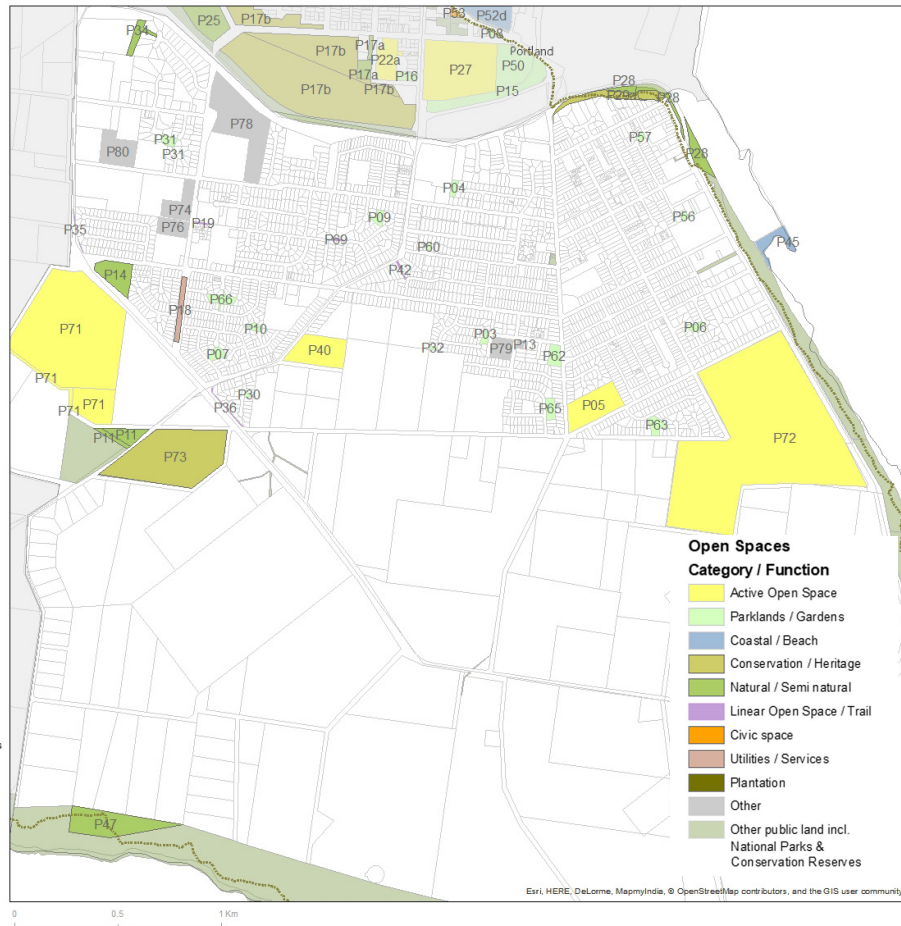 P53 P52d
P25 P17b
P08
P34
P17b P17a
P22a
Portland
P50
P27
P17a P16
P17b P17b
P15
P28
P29a P28
P78
P31
P31
P80
P57
P28
P04
P74
P76 P19
P09
P56
P35
P69
P60
P45
P42
P14
P66
P18
P10
P71
P06
P03
P79 P13
P32
P07
P40
P62
P71
P71
P71
P30
P36
P65 P05
P63
P11 P11
P72
P73
P47
Open Spaces
Category / Function
Active Open Space
Parklands / Gardens
Coastal / Beach
Conservation / Heritage
Natural / Semi natural
Linear Open Space / Trail
Civic space
Utilities / Services
Plantation
Other
Other public land incl.
National Parks &
Conservation Reserves
Esri, HERE, DeLorme, MapmyIndia, © OpenStreetMap contributors, and the GIS user community
0 0.5 1 Km